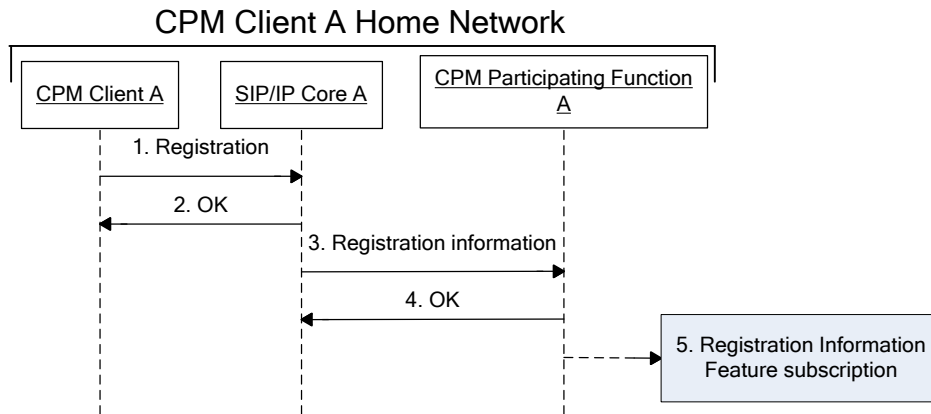 CPM Client A Home Network
CPM Client A
SIP/IP Core A
CPM Participating Function
A
1. Registration
2. OK
3. Registration information
4. OK
5. Registration Information
Feature subscription